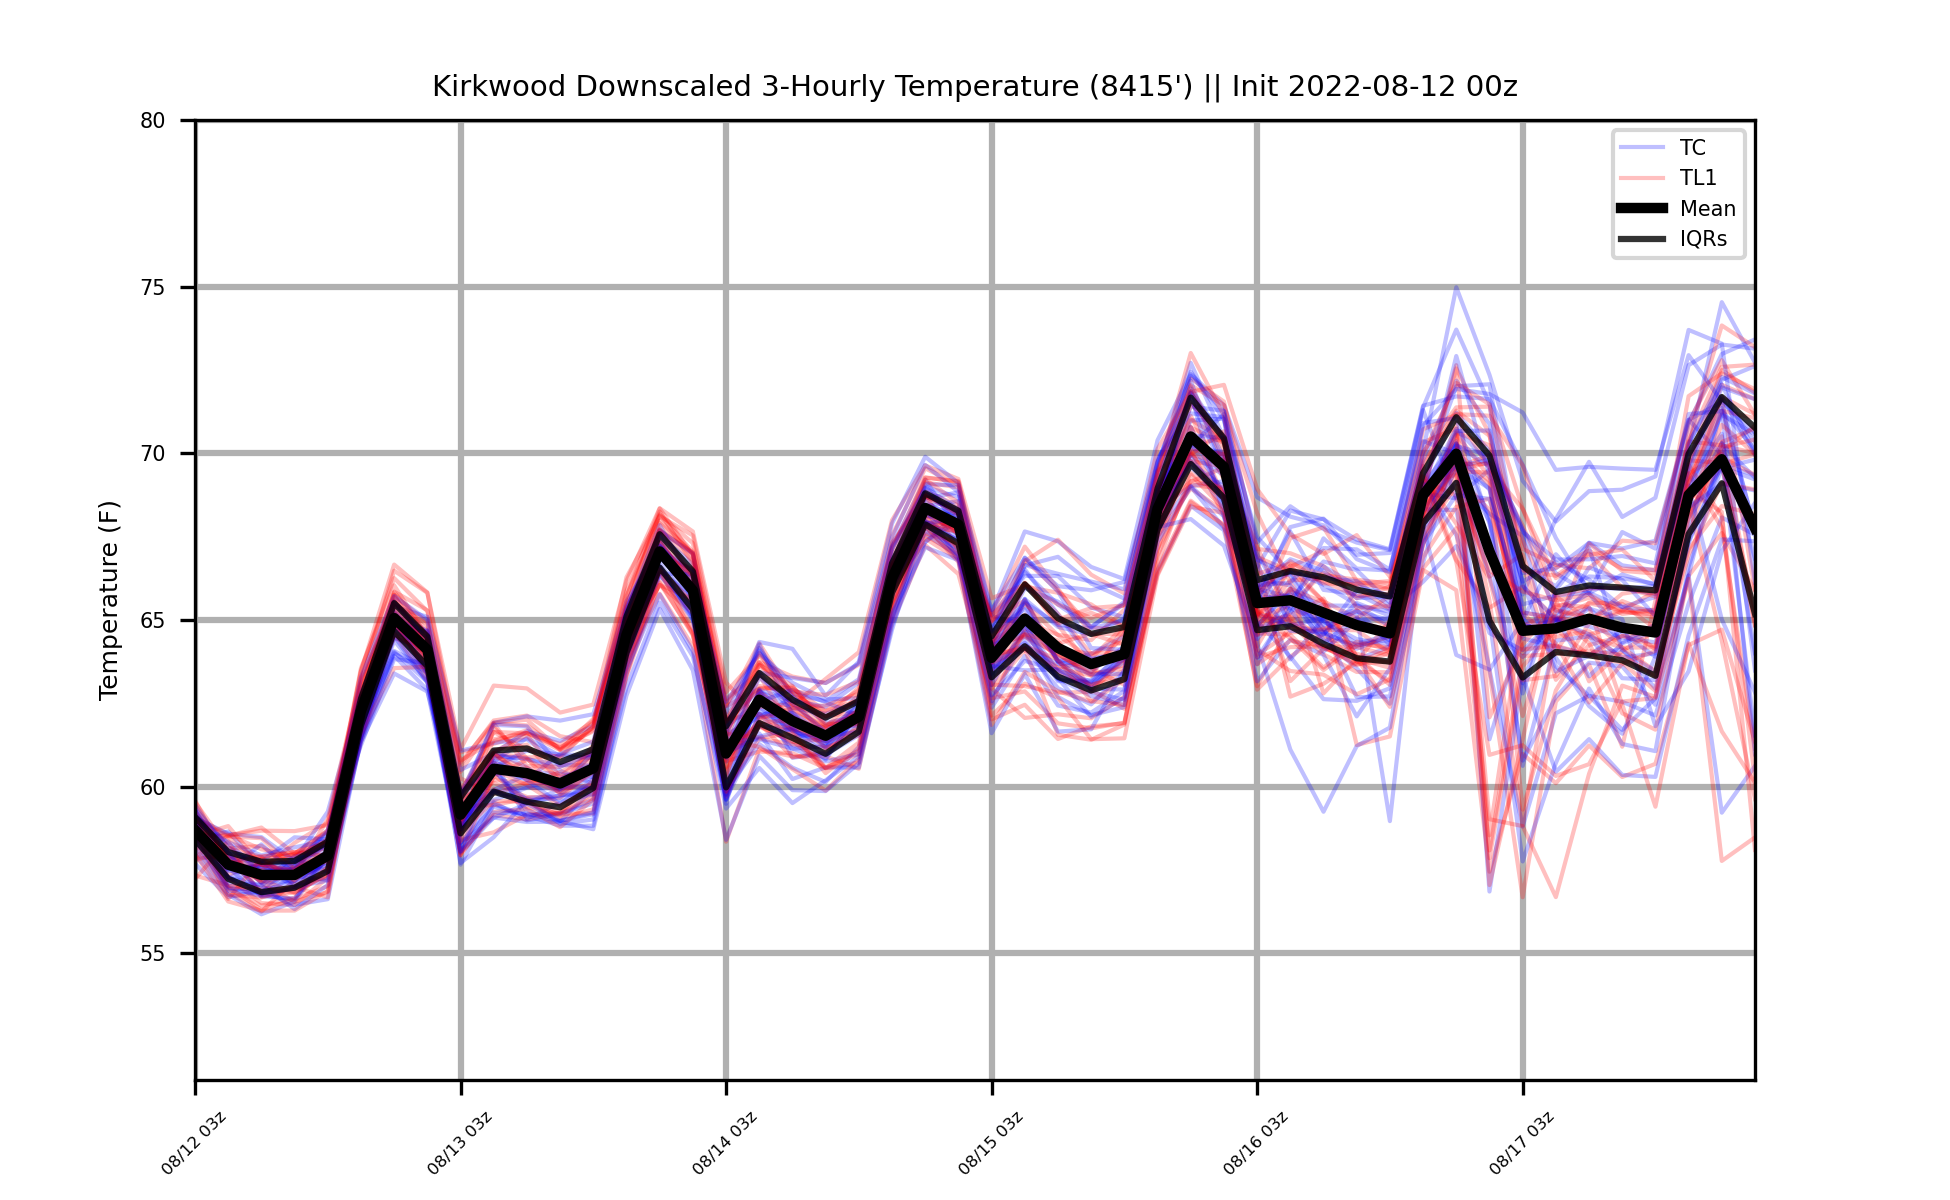 Kirkwood Downscaled 3-Hourly Temperature (8415') || Init 2022-08-12 00z
80
75
70
65
60
55
Temperature (F)
TC
TL1
Mean
IQRs
08/12 03z
08/13 03z
08/14 03z
08/15 03z
08/16 03z
08/17 03z